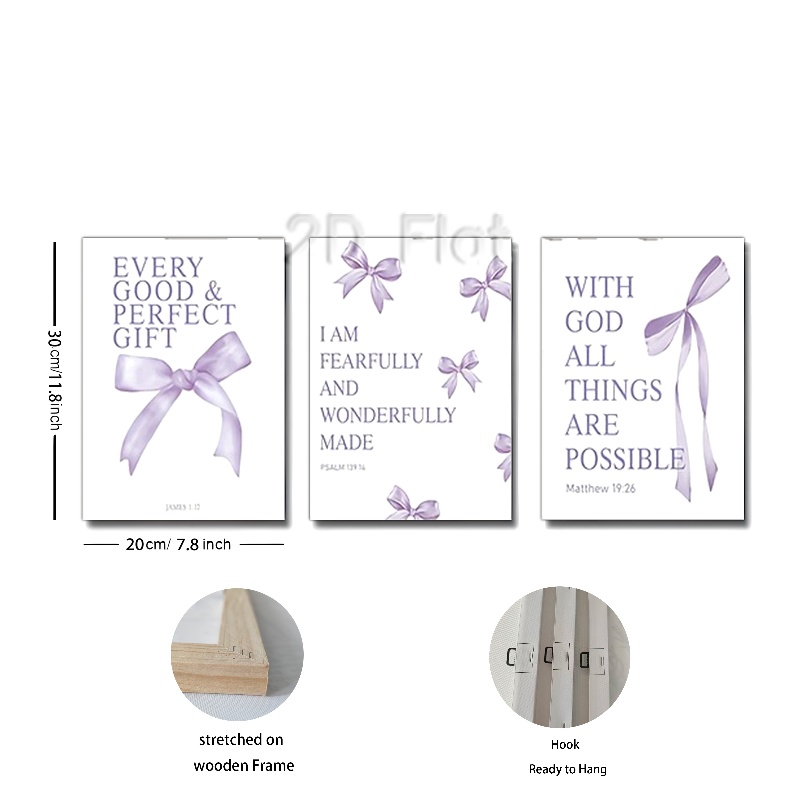 2D Flat
EVERY
GOOD &
PERFECT
GIFT
JAMES 1:17
I AM
FEARFULLY
AND
WONDERFULLY
MADE
PSALM 139:14
WITH
GOD
ALL
THINGS
ARE
POSSIBLE
Matthew 19:26
30cm/11.8inch
20cm/ 7.8 inch
stretched on
wooden Frame
Hook
Ready to Hang